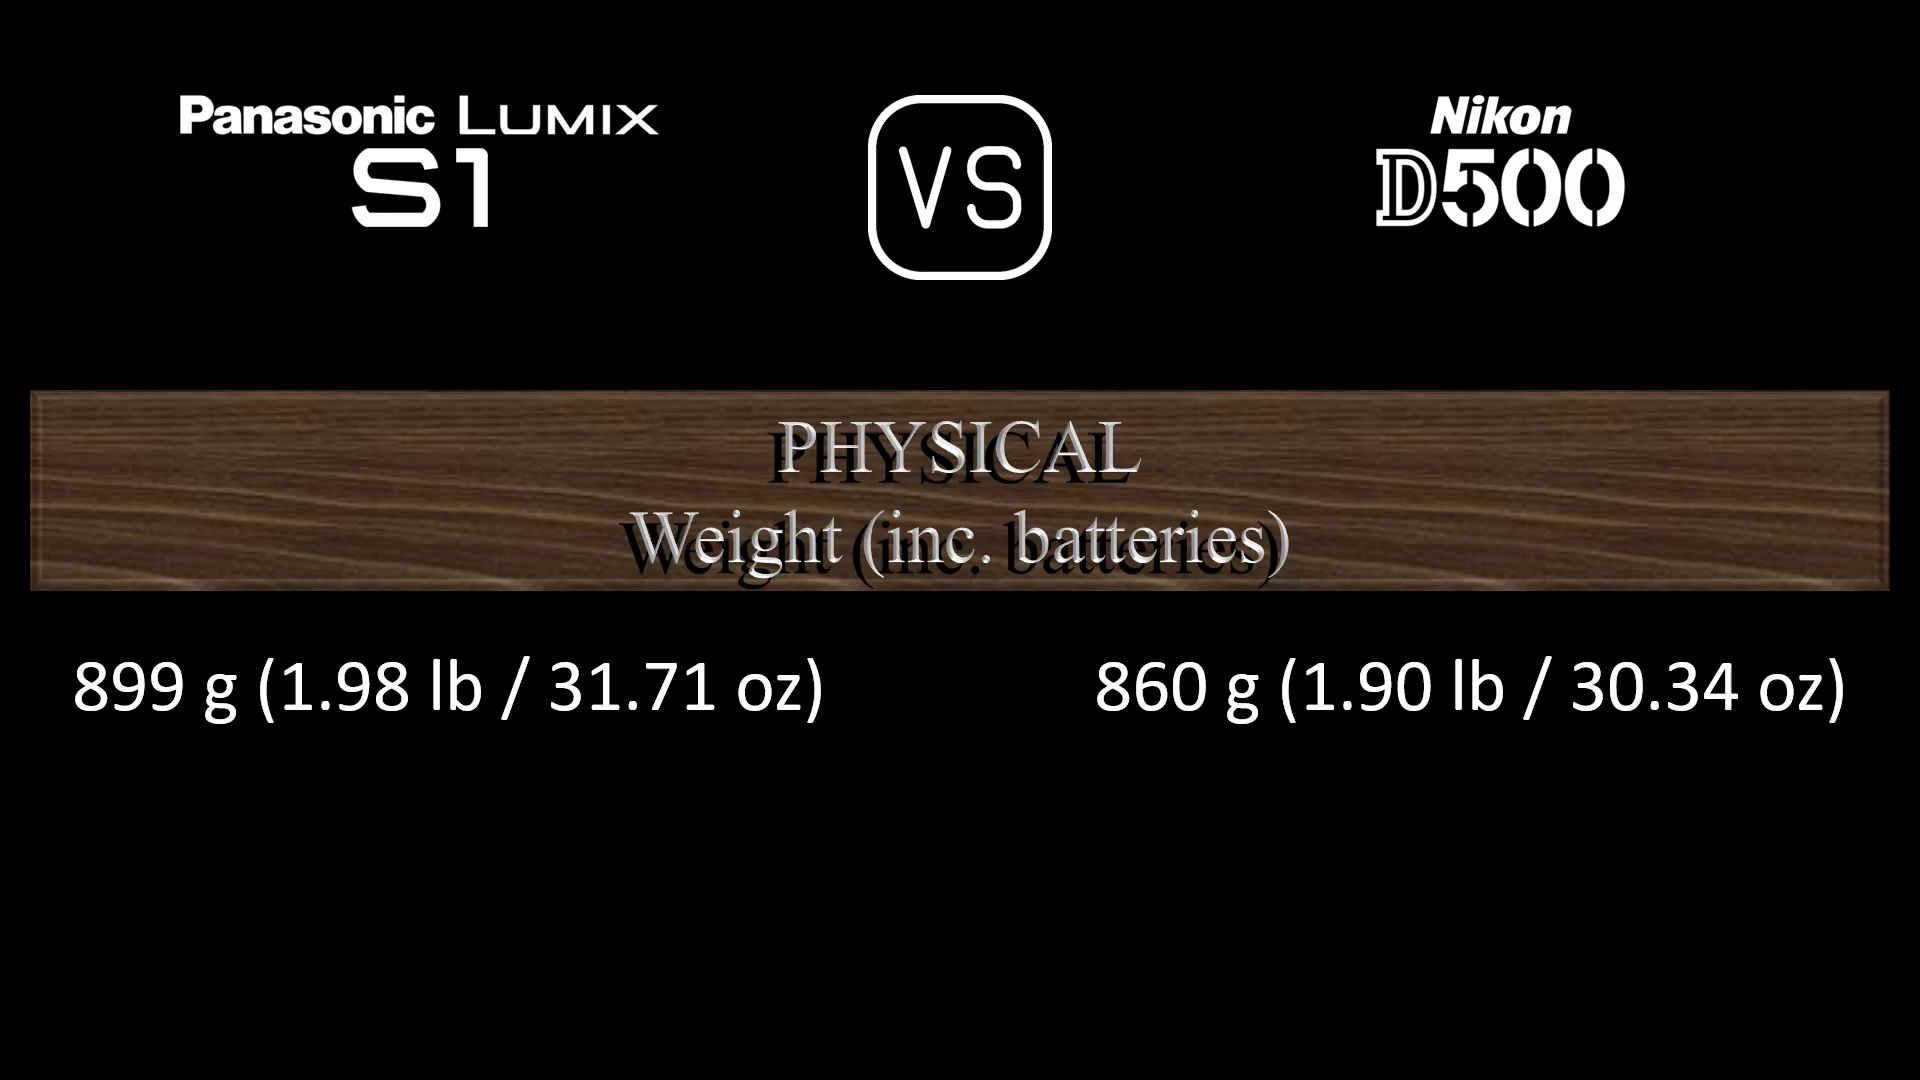 Panasonic LUMIX
S1
VS
Nikon
D500
PHYSICAL
Weight (inc. batteries)
899 g (1.98 lb / 31.71 oz)
860 g (1.90 lb / 30.34 oz)